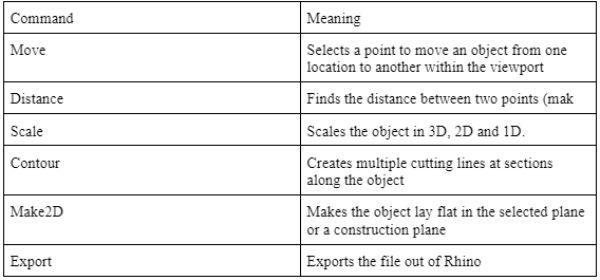 Command Meaning
Move Selects a point to move an object from one
location to another within the viewport
Distance Finds the distance between two points (mak
Scale Scales the object in 3D, 2D and 1D.
Contour Creates multiple cutting lines at sections
along the object
Make2D Makes the object lay flat in the selected plane
or a construction plane
Export Exports the file out of Rhino